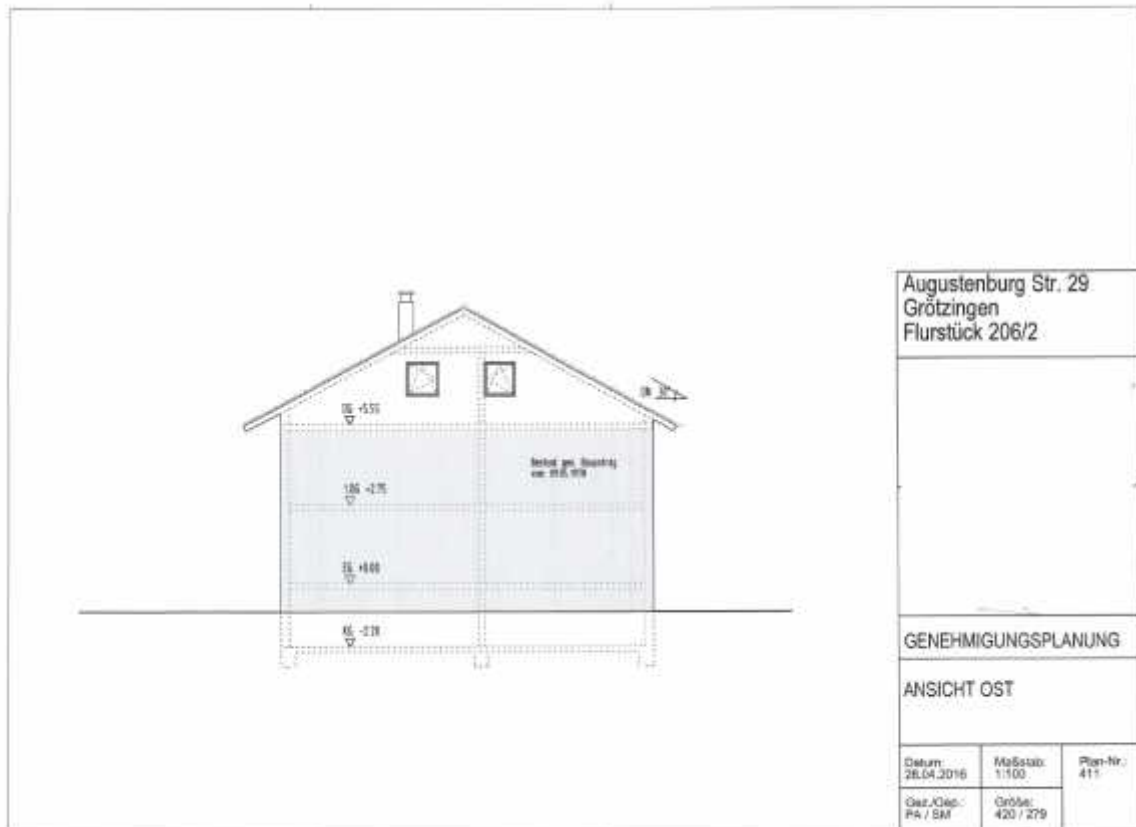 Augustenburg Str. 29
Grötzingen
Flurstück 206/2
DG +5.55
1.OG +2.75
EG +0.00
KG
GENEHMIGUNGSPLANUNG
ANSICHT OST
Datum:
28.04.2016
Maßstab:
1:100
Plan-Nr.:
411
Gez./Gep.:
PA / SM
Größe:
420 / 279